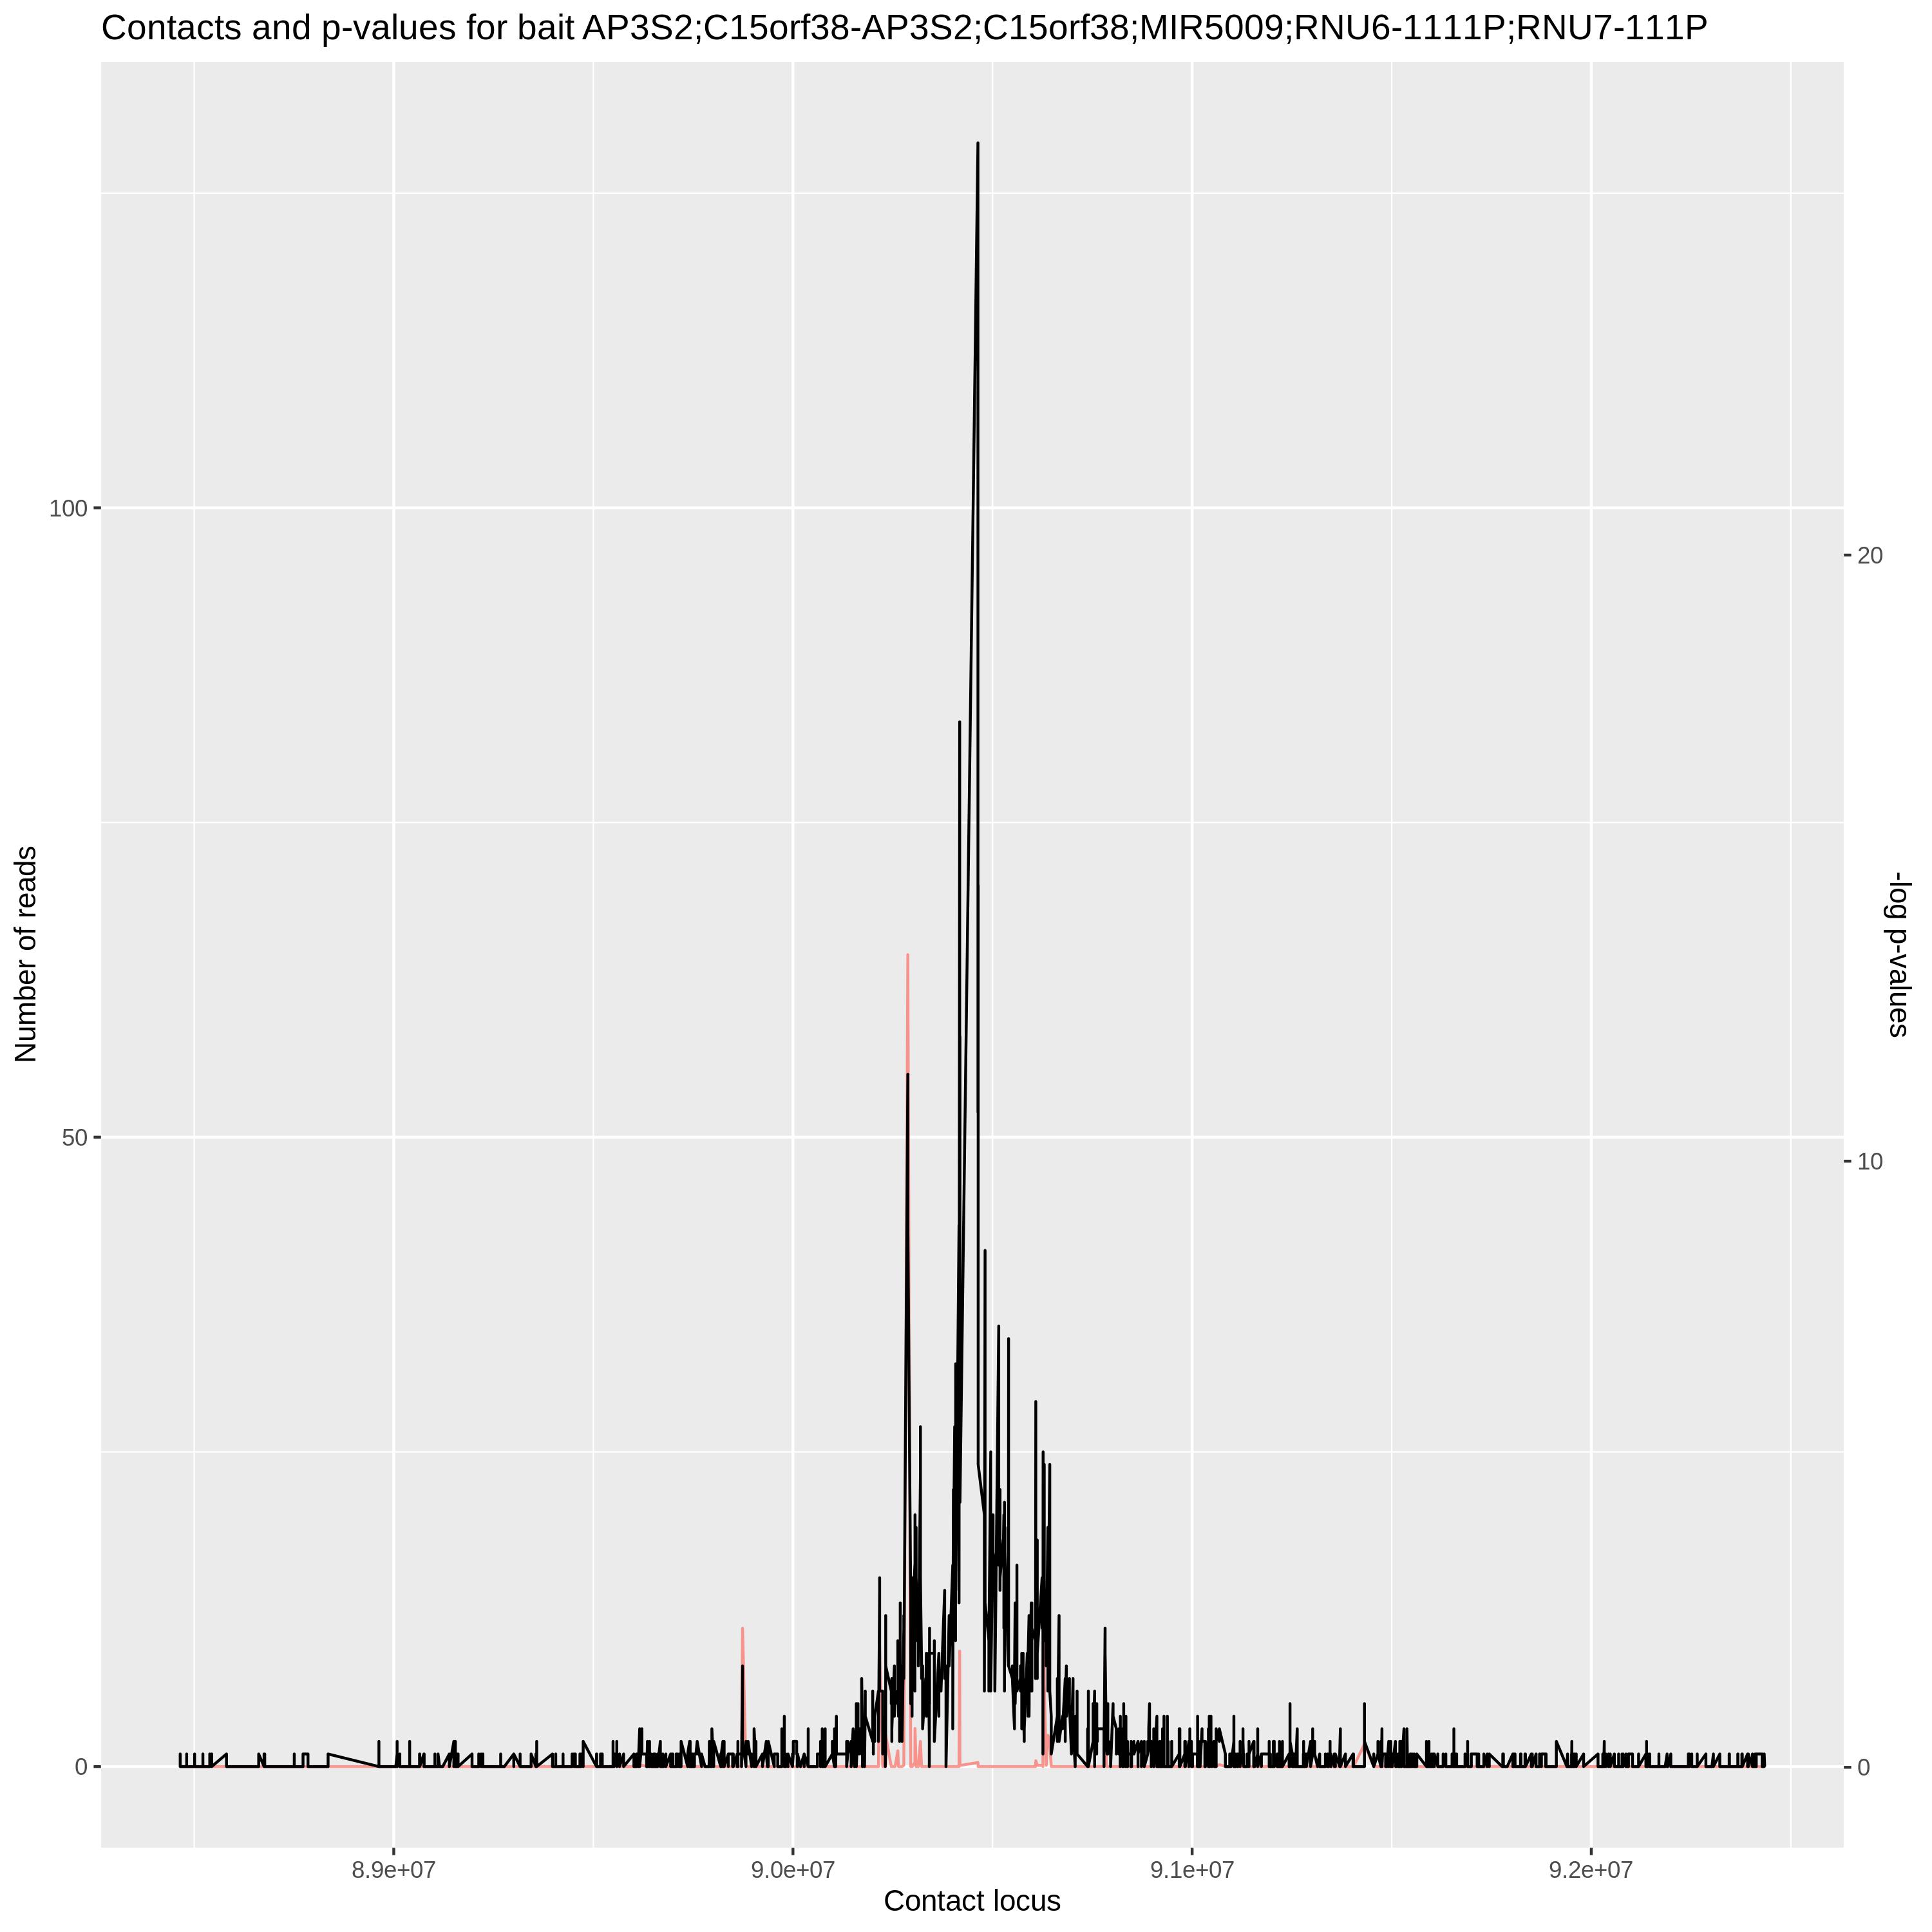 Contacts and p-values for bait AP3S2;C15orf38-AP3S2;C15orf38;MIR5009;RNU6-1111P;RNU7-111P
100
50
0
Number of reads
20
10
0
-log p-values
8.9e+07
9.0e+07
9.1e+07
9.2e+07
Contact locus